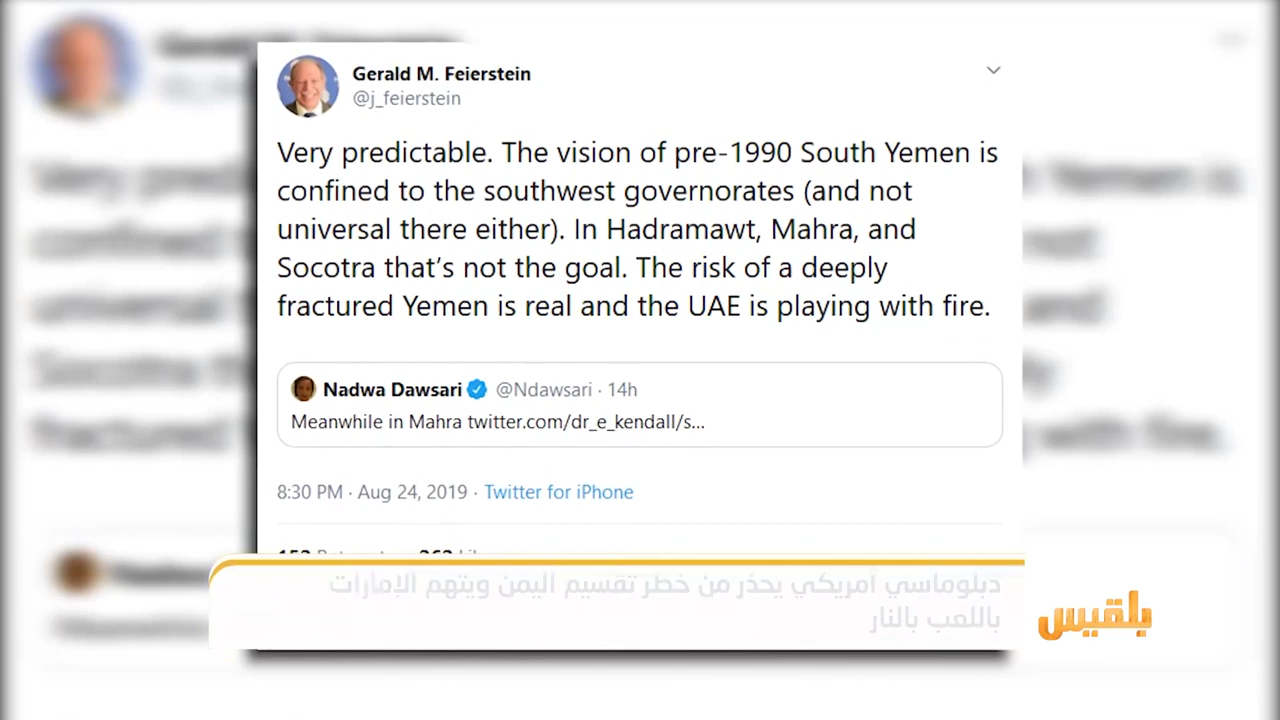 Gerald M. Feierstein
@j_feierstein
Very predictable. The vision of pre-1990 South Yemen is
confined to the southwest governorates (and not
universal there either). In Hadramawt, Mahra, and
Socotra that’s not the goal. The risk of a deeply
fractured Yemen is real and the UAE is playing with fire.
Nadwa Dawsari @Ndawsari · 14h
Meanwhile in Mahra twitter.com/dr_e_kendall/s...
8:30 PM · Aug 24, 2019 · Twitter for iPhone
دبلوماسي أمريكي يحذر من خطر تقسيم اليمن ويتهم الإمارات
باللعب بالنار
بلقيس